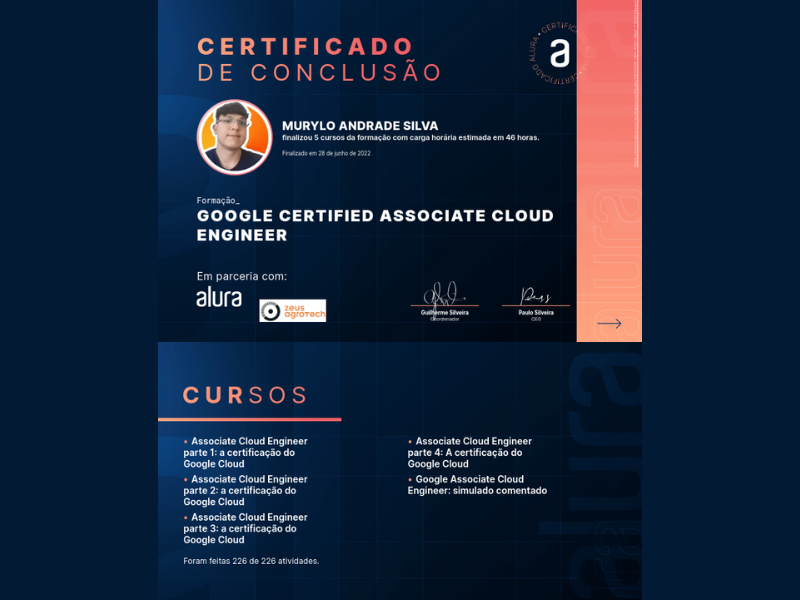 CERTIFICADO
DE CONCLUSÃO
ALURA • CERTIFICADO • CERTIFICADO
a
MURYLO ANDRADE SILVA
finalizou 5 cursos da formação com carga horária estimada em 46 horas.
Finalizado em 28 de junho de 2022
Formação_
GOOGLE CERTIFIED ASSOCIATE CLOUD
ENGINEER
Em parceria com:
alura
zeus
agrotech
Guilherme Silveira
Coordenador
Paulo Silveira
CEO
alura
CURSOS
• Associate Cloud Engineer
parte 1: a certificação do
Google Cloud
• Associate Cloud Engineer
parte 2: a certificação do
Google Cloud
• Associate Cloud Engineer
parte 3: a certificação do
Google Cloud
• Associate Cloud Engineer
parte 4: A certificação do
Google Cloud
• Google Associate Cloud
Engineer: simulado comentado
Foram feitas 226 de 226 atividades.
alura